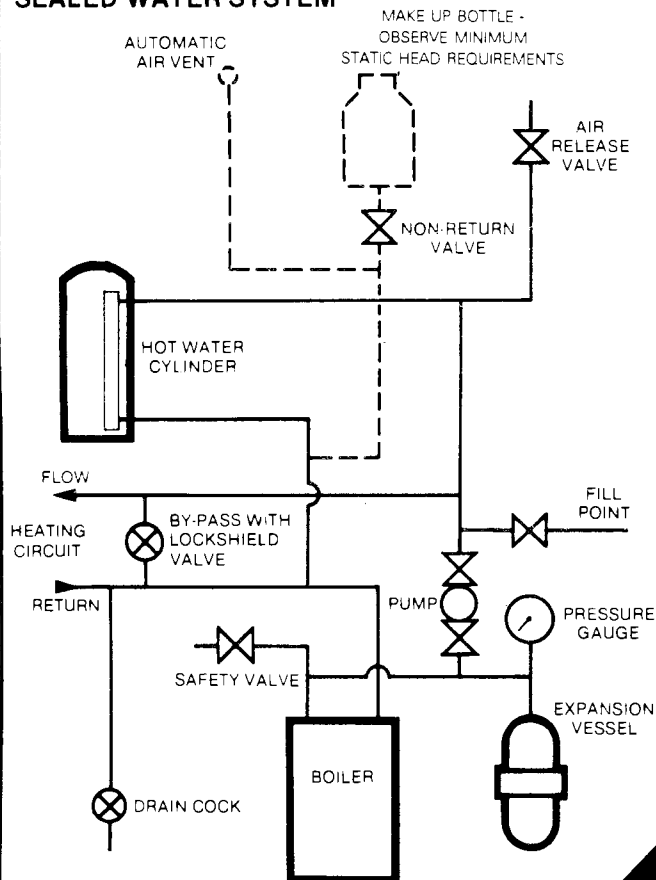 SEALED WATER SYSTEM
MAKE UP BOTTLE -
OBSERVE MINIMUM
STATIC HEAD REQUIREMENTS
AUTOMATIC
AIR VENT
AIR
RELEASE
VALVE
NON-RETURN
VALVE
HOT WATER
CYLINDER
FLOW
FILL
POINT
HEATING
CIRCUIT
BY-PASS WITH
LOCKSHIELD
VALVE
RETURN
PUMP
PRESSURE
GAUGE
SAFETY VALVE
EXPANSION
VESSEL
BOILER
DRAIN COCK